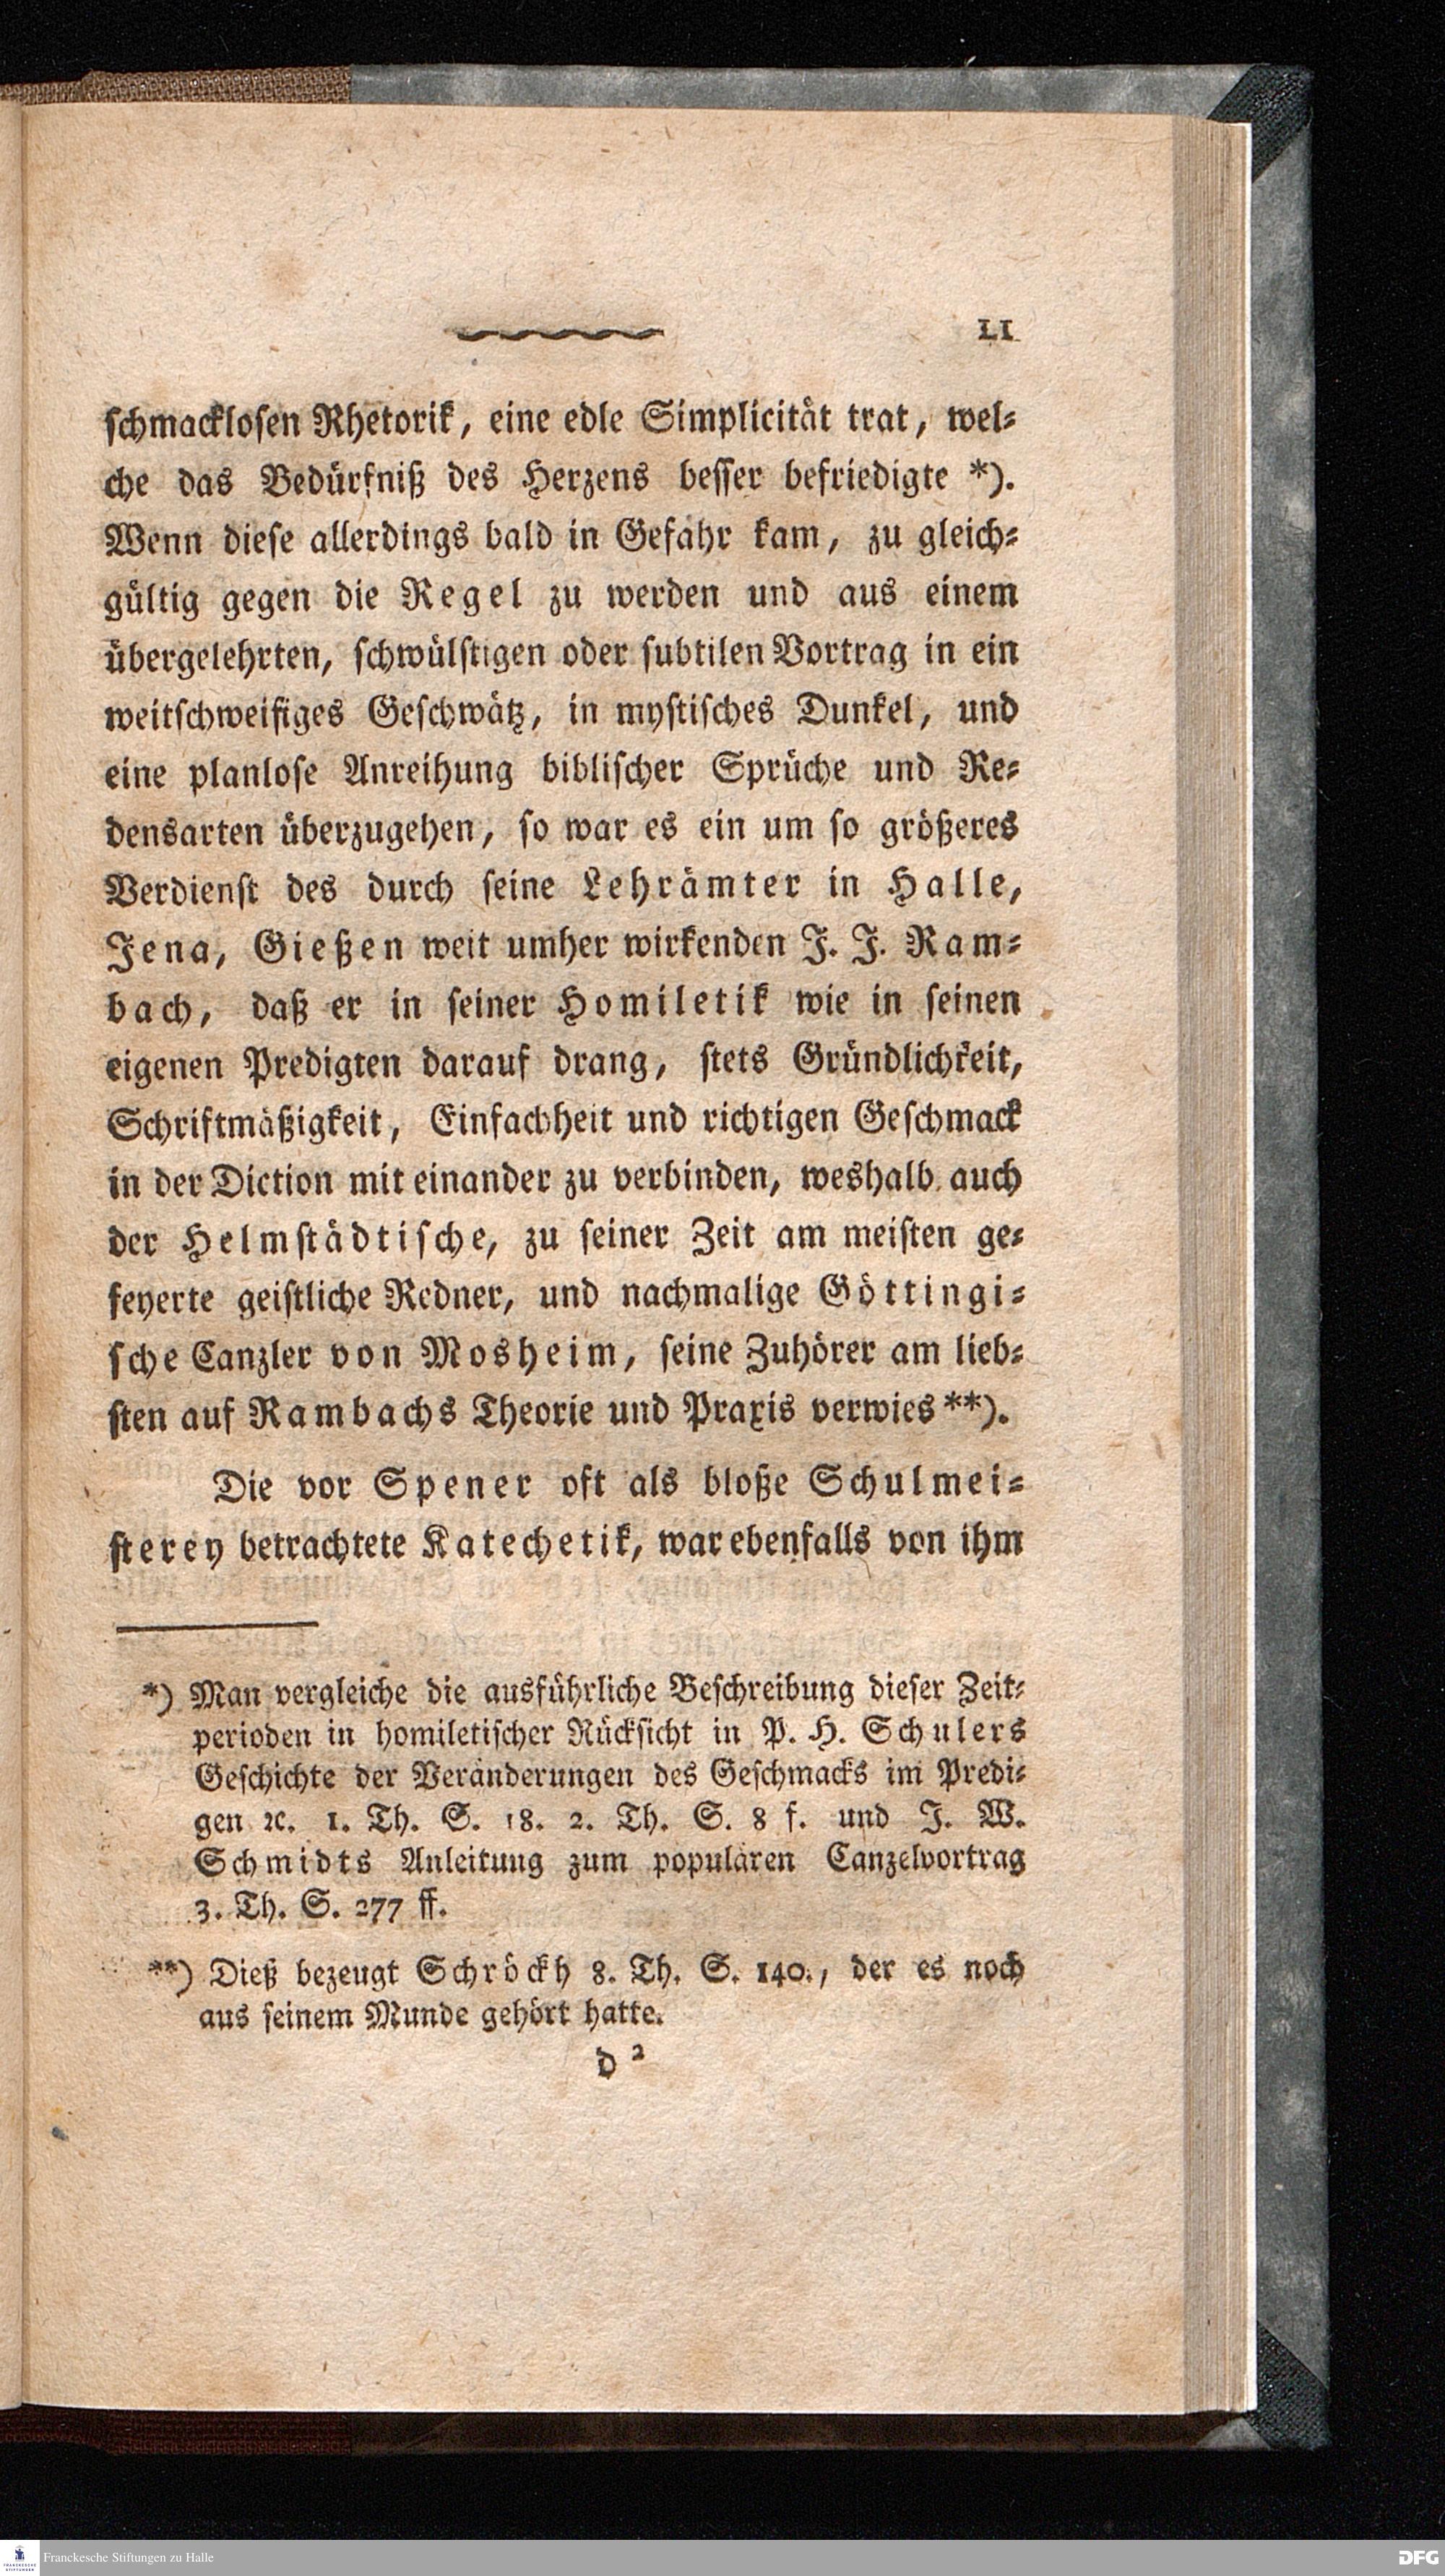 LI
schmacklosen Rhetorik, eine edle Simplicität trat, wel-
che das Bedürfniß des Herzens besser befriedigte *).
Wenn diese allerdings bald in Gefahr kam, zu gleich-
gültig gegen die Regel zu werden und aus einem
übergelehrten, schwülstigen oder subtilen Vortrag in ein
weitschweifiges Geschwätz, in mystisches Dunkel, und
eine planlose Anreihung biblischer Sprüche und Re-
densarten überzugehen, so war es ein um so größeres
Verdienst des durch seine Lehrämter in Halle,
Jena, Gießen weit umher wirkenden J. J. Ram-
bach, daß er in seiner Homiletik wie in seinen
eigenen Predigten darauf drang, stets Gründlichkeit,
Schriftmäßigkeit, Einfachheit und richtigen Geschmack
in der Diction mit einander zu verbinden, weshalb auch
der Helmstädtische, zu seiner Zeit am meisten ge-
feyerte geistliche Redner, und nachmalige Göttingi-
sche Canzler von Mosheim, seine Zuhörer am lieb-
sten auf Rambachs Theorie und Praxis verwies **).
Die vor Spener oft als bloße Schulmei-
sterey betrachtete Katechetik, war ebenfalls von ihm
*) Man vergleiche die ausführliche Beschreibung dieser Zeit-
perioden in homiletischer Rücksicht in P. H. Schulers
Geschichte der Veränderungen des Geschmacks im Predi-
gen ꝛc. 1. Th. S. 18. 2. Th. S. 8 f. und J. W.
Schmidts Anleitung zum populären Canzelvortrag
3. Th. S. 277 ff.
**) Dieß bezeugt Schröckh 8. Th. S. 140., der es noch
aus seinem Munde gehört hatte.
d 2
FRANCKESCHE STIFTUNGEN
Franckesche Stiftungen zu Halle
DFG